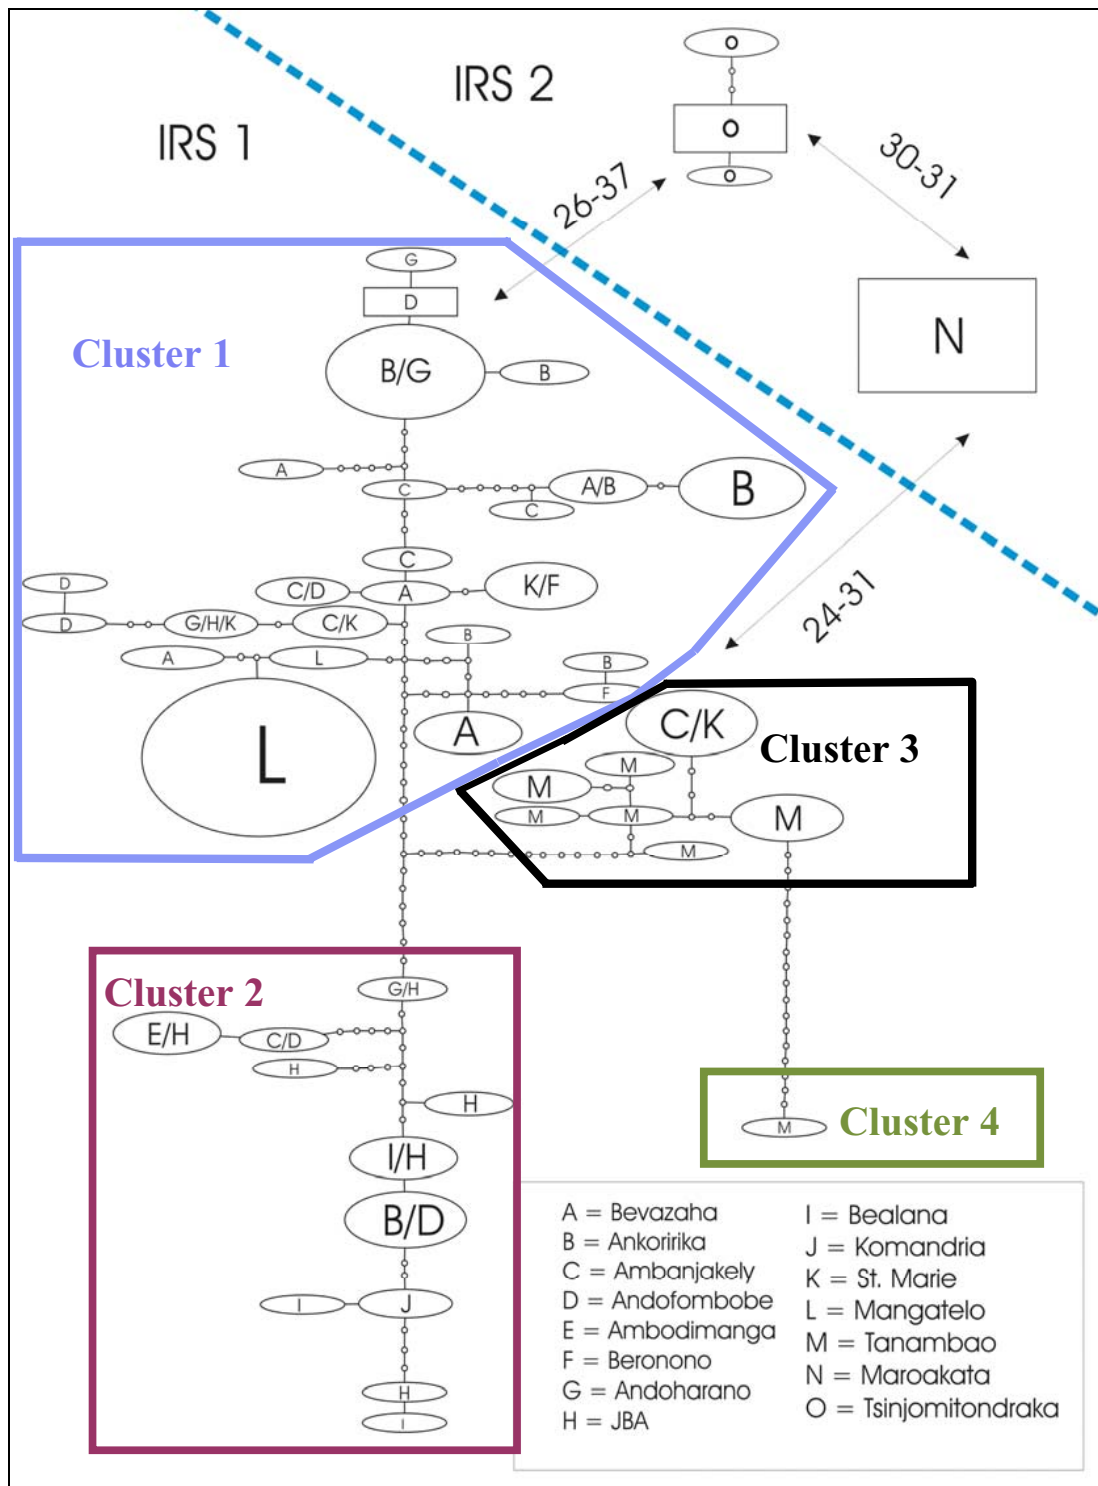 O
IRS 2
IRS 1
O
30-31
O
26-37
G
D
N
Cluster 1
B/G
B
A
C
A/B
B
C
C
D
C/D
A
K/F
24-31
D
G/H/K
C/K
B
A
L
B
F
A
C/K
L
Cluster 3
M
M
M
M
M
M
Cluster 2
G/H
E/H
C/D
H
H
M
Cluster 4
I/H
B/D
I
J
H
I
A = Bevazaha
B = Ankoririka
C = Ambanjakely
D = Andofombobe
E = Ambodimanga
F = Beronono
G = Andoharano
H = JBA
I = Bealana
J = Komandria
K = St. Marie
L = Mangatelo
M = Tanambao
N = Maroakata
O = Tsinjomitondraka